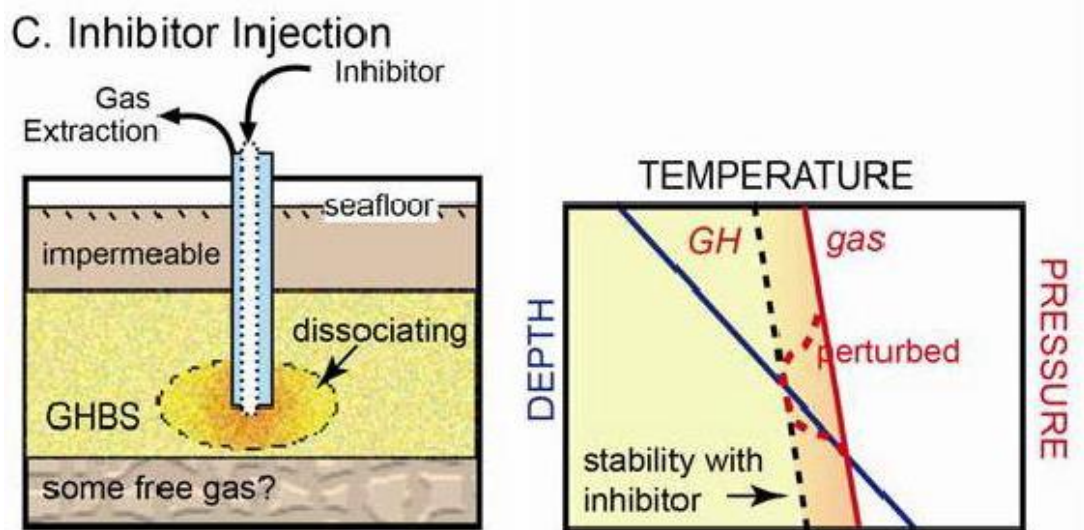 C. Inhibitor Injection
Inhibitor
Gas
Extraction
seafloor
impermeable
dissociating
GHBS
some free gas?
TEMPERATURE
GH
gas
DEPTH
PRESSURE
perturbed
stability with
inhibitor